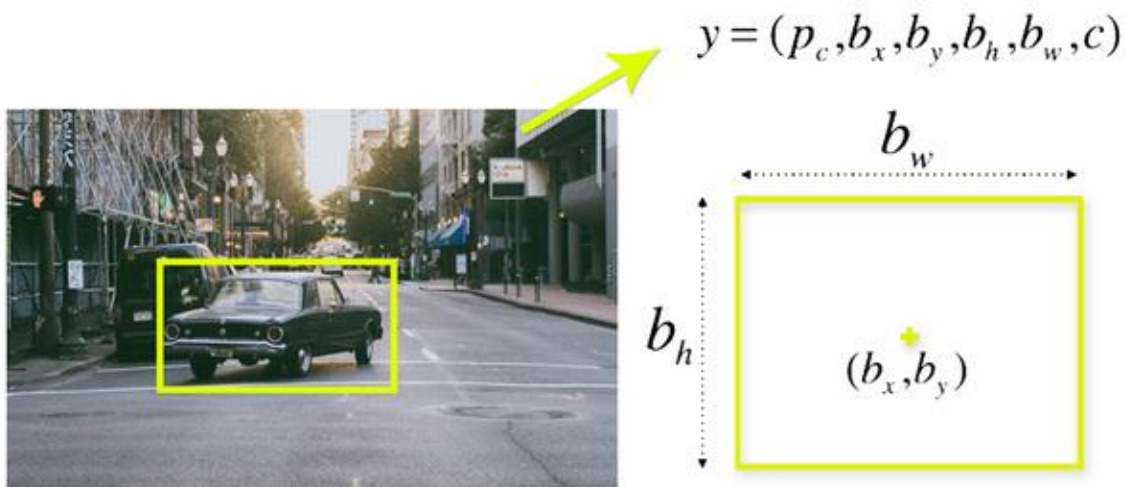 y = (p_c, b_x, b_y, b_h, b_w, c)
b_w
b_h
(b_x, b_y)